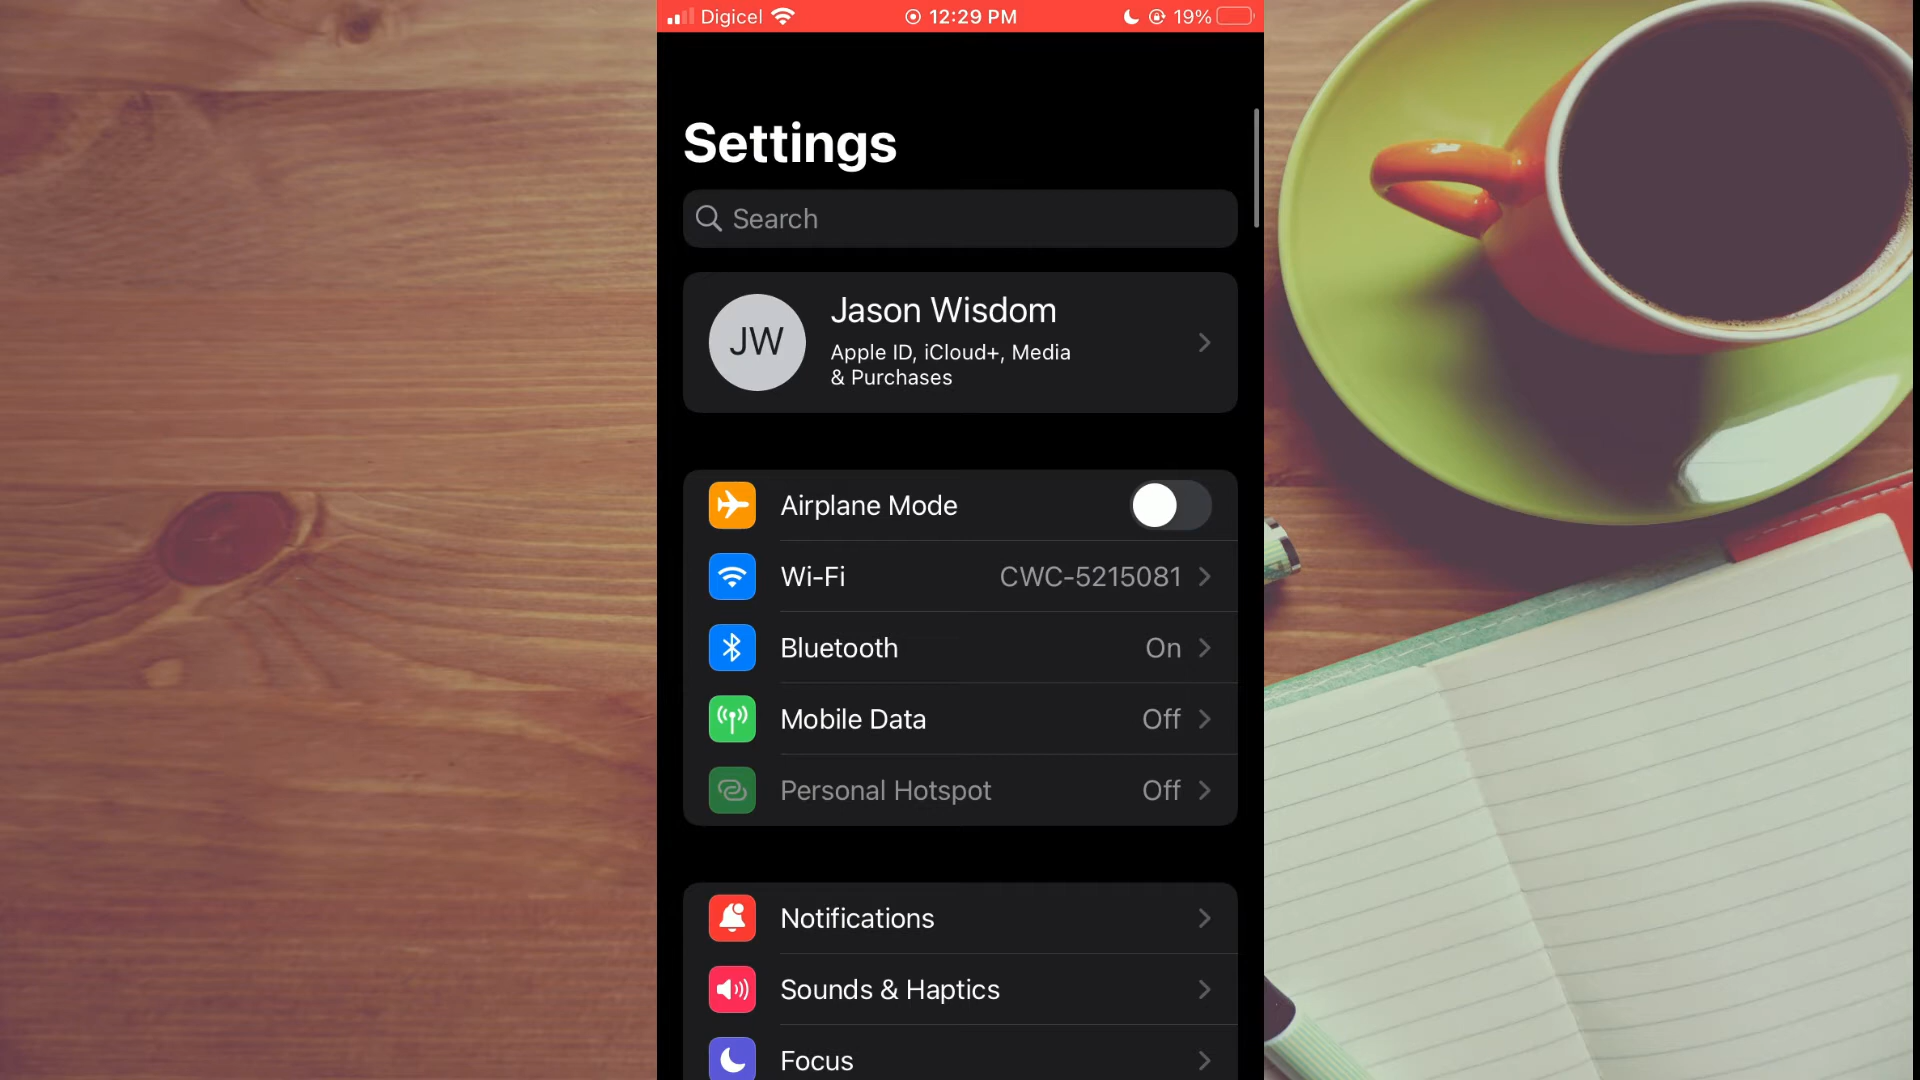 Digicel 12:29 PM 19%
Settings
Search
JW
Jason Wisdom
Apple ID, iCloud+, Media
& Purchases
Airplane Mode
Wi-Fi CWC-5215081
Bluetooth On
Mobile Data Off
Personal Hotspot Off
Notifications
Sounds & Haptics
Focus